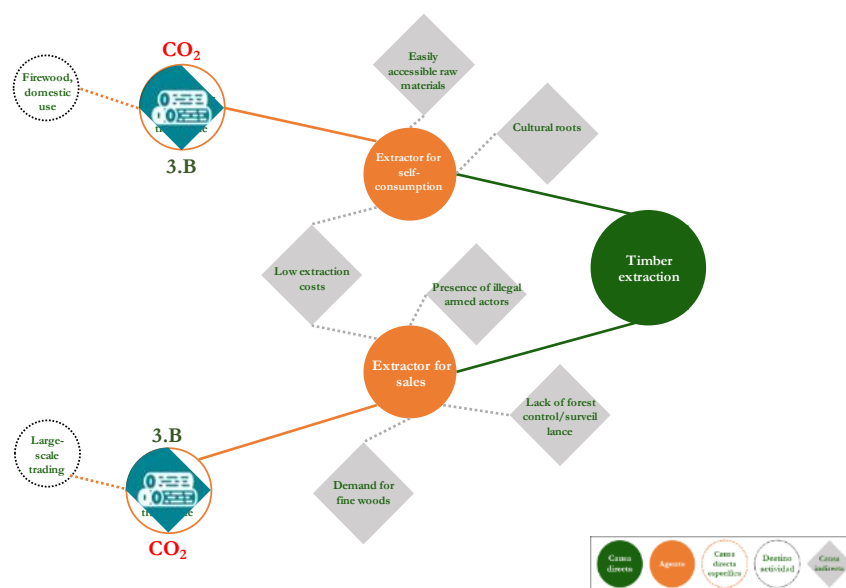 CO2
Firewood,
domestic
use
3.B
Easily
accessible raw
materials
Cultural roots
Extractor for
self-
consumption
Timber
extraction
Low extraction
costs
Presence of illegal
armed actors
Extractor for
sales
Lack of forest
control/surveil
lance
Demand for
fine woods
3.B
Large-
scale
trading
CO2
Causa
directa
Agente
Causa
directa
específica
Destino
actividad
Causa
indirecta